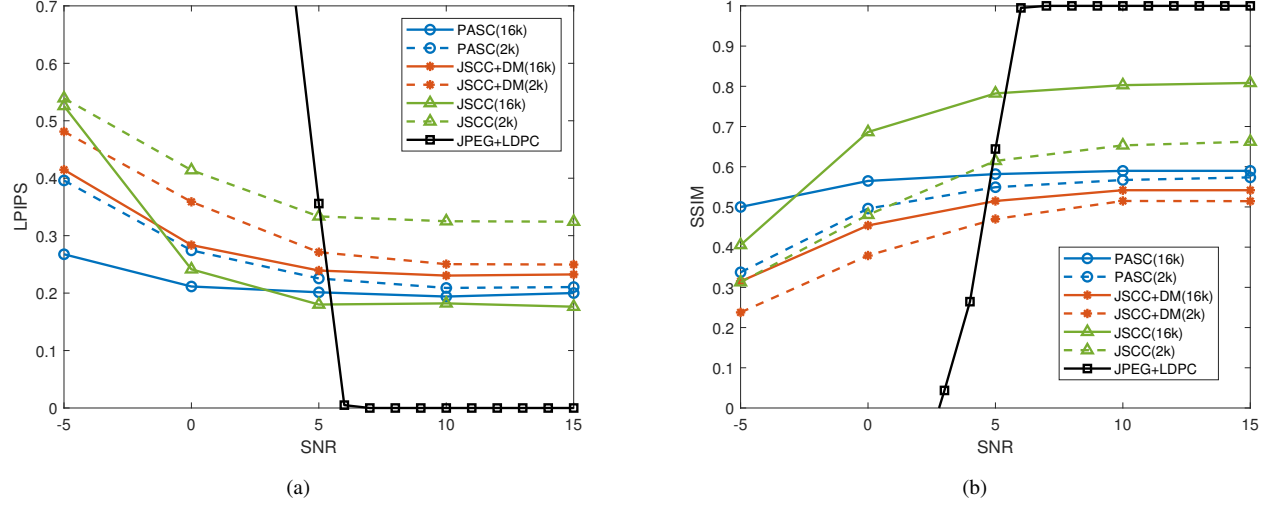 0.7
0.6
0.5
0.4
0.3
0.2
0.1
0
LPIPS
-5
0
5
10
15
SNR
PASC(16k)
PASC(2k)
JSCC+DM(16k)
JSCC+DM(2k)
JSCC(16k)
JSCC(2k)
JPEG+LDPC
(a)
1
0.9
0.8
0.7
0.6
0.5
0.4
0.3
0.2
0.1
0
SSIM
-5
0
5
10
15
SNR
PASC(16k)
PASC(2k)
JSCC+DM(16k)
JSCC+DM(2k)
JSCC(16k)
JSCC(2k)
JPEG+LDPC
(b)